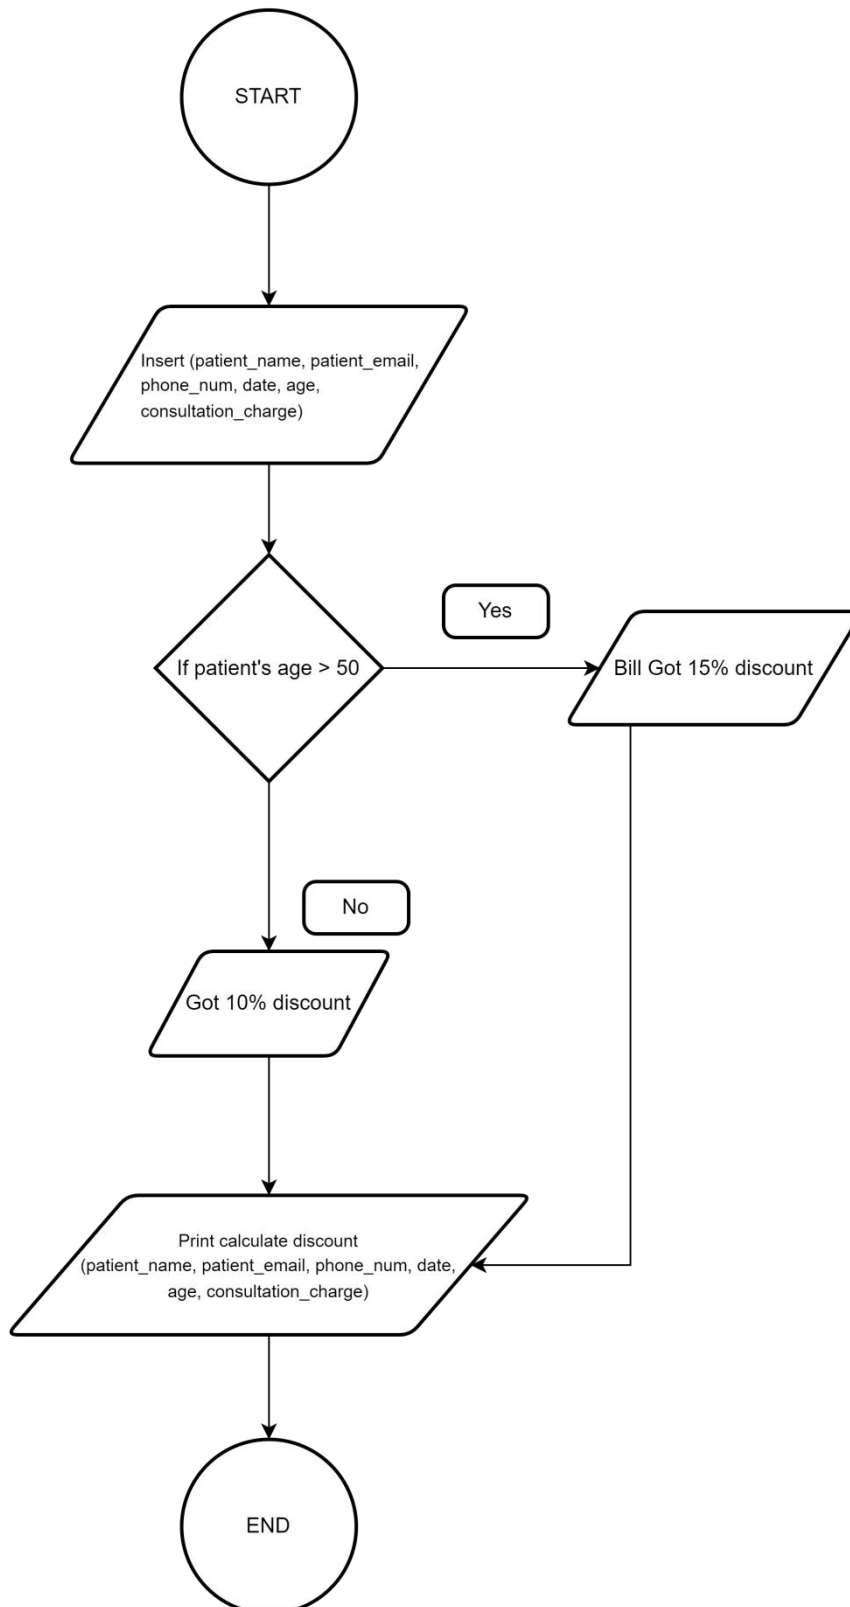 START
Insert (patient_name, patient_email,
phone_num, date, age,
consultation_charge)
Yes
If patient's age > 50
Bill Got 15% discount
No
Got 10% discount
Print calculate discount
(patient_name, patient_email, phone_num, date,
age, consultation_charge)
END